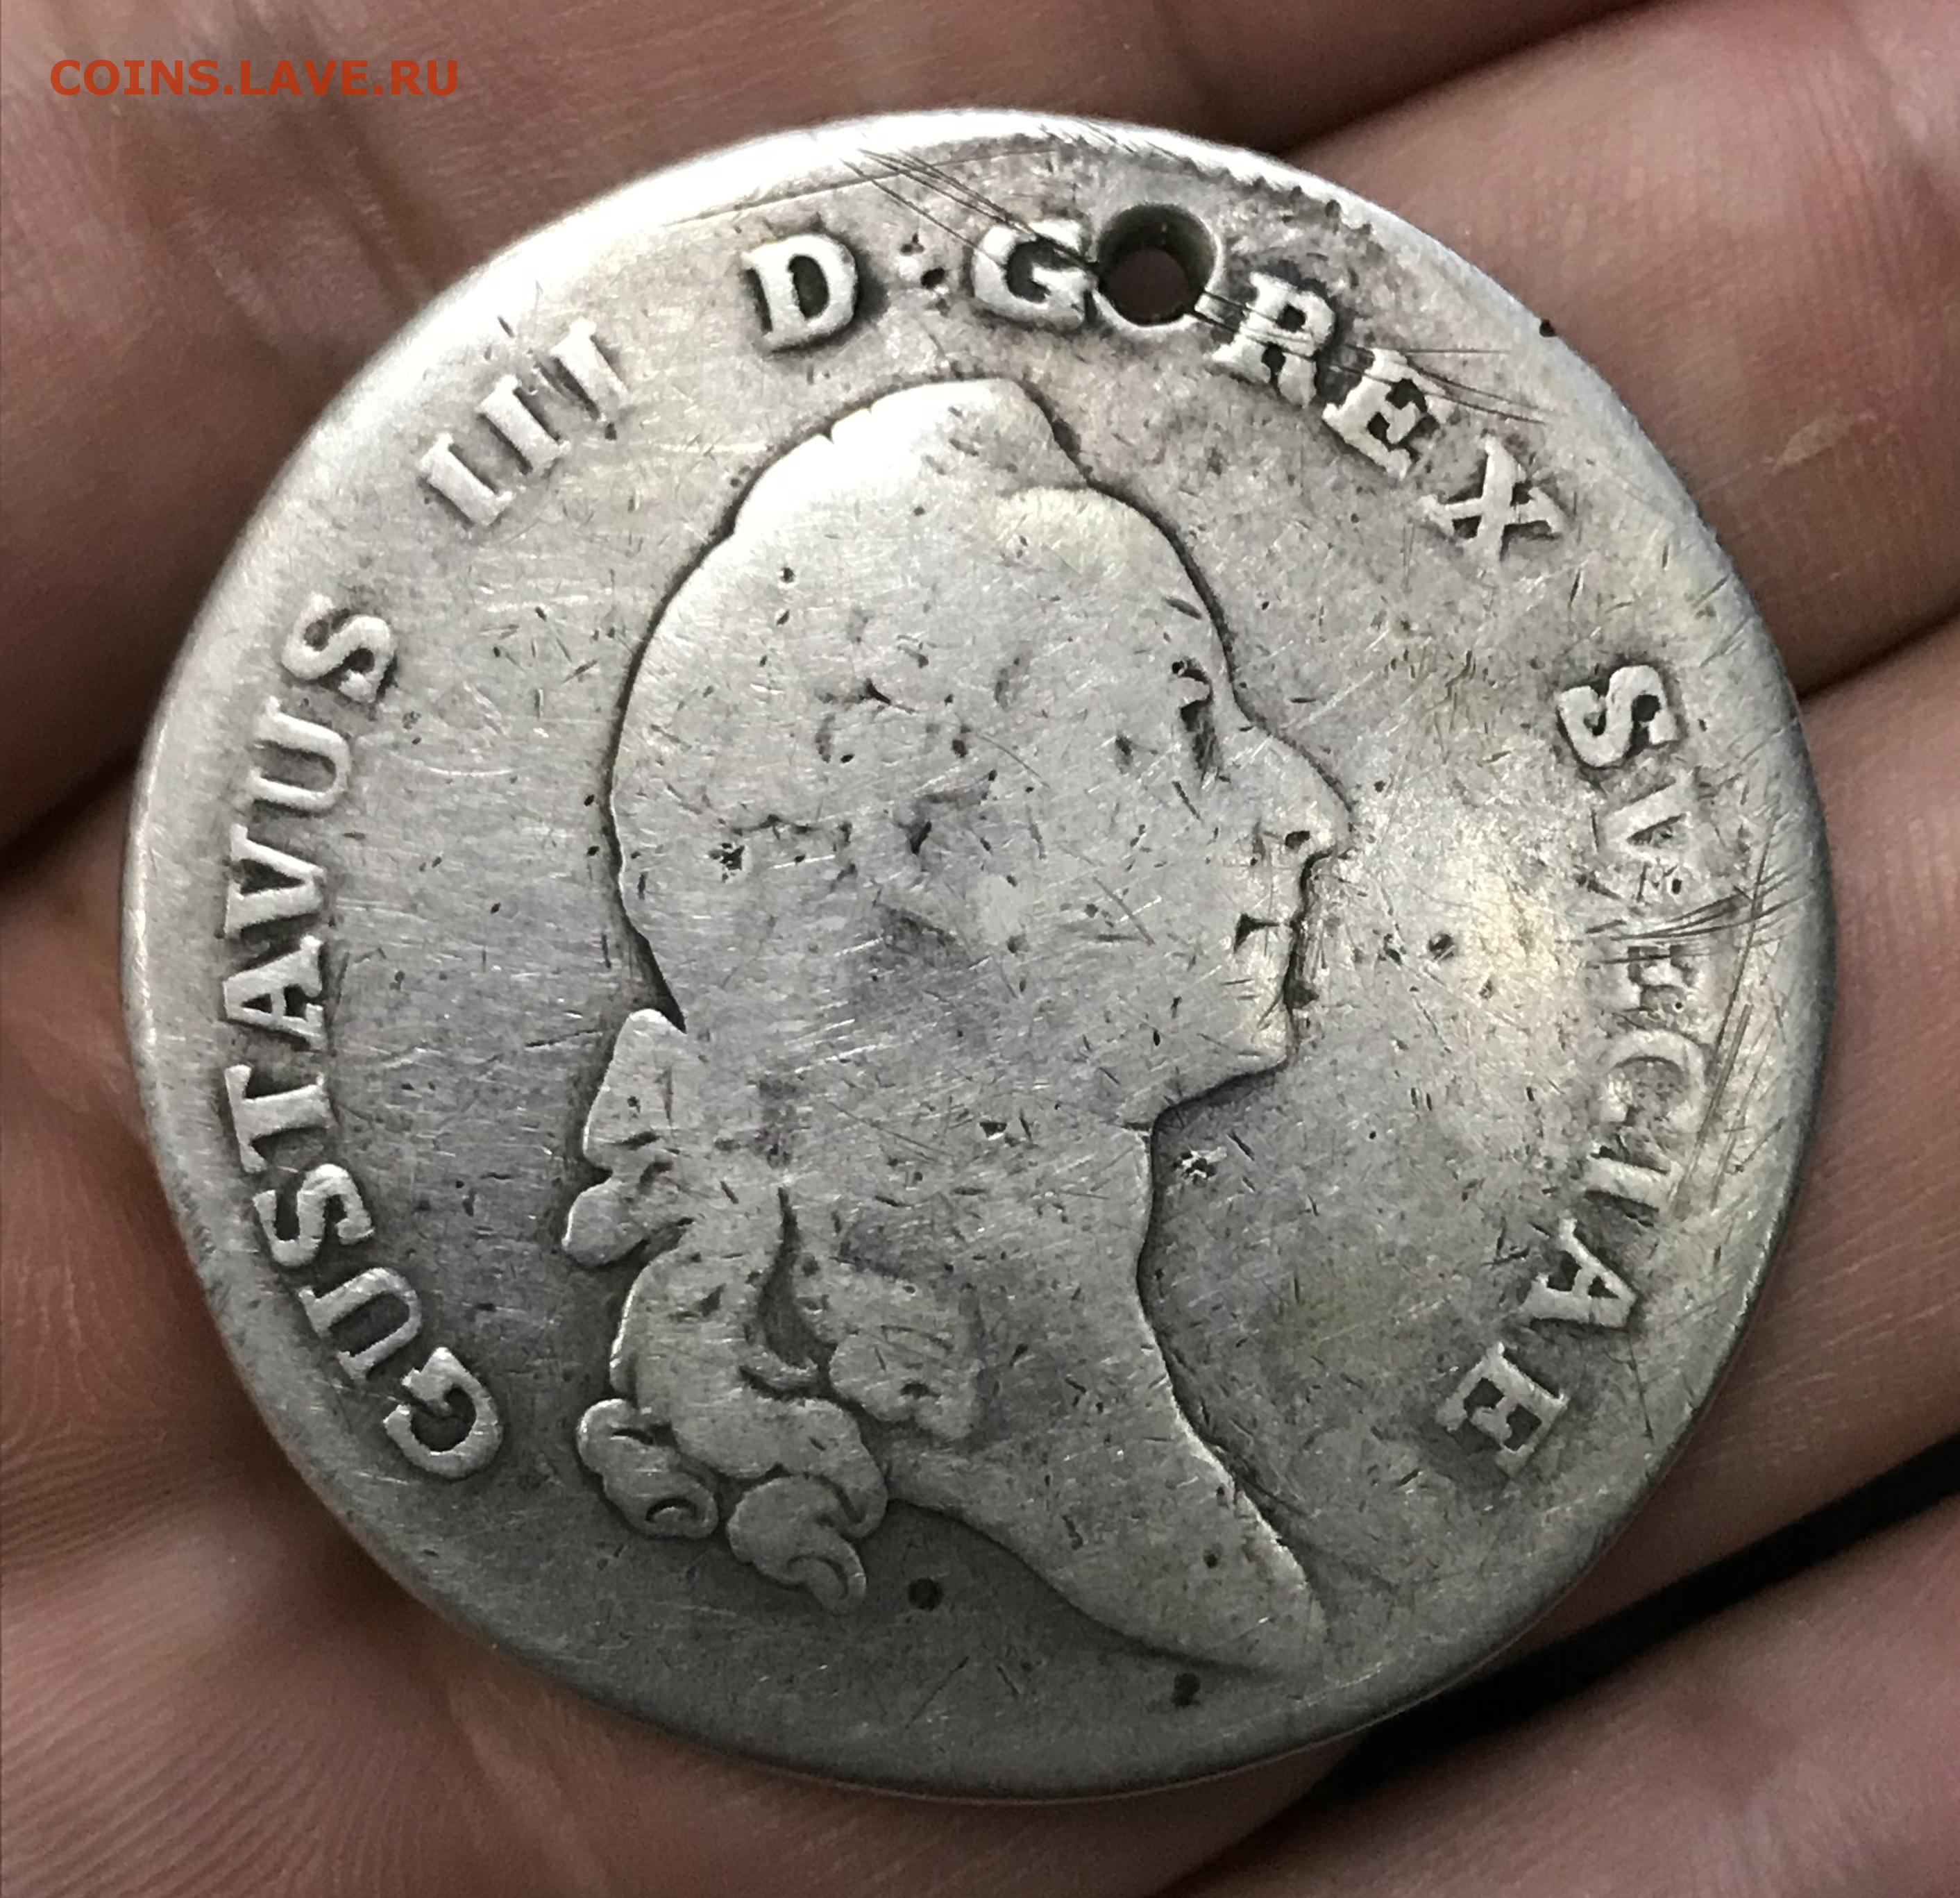 COINS.LAVE.RU
GUSTAVUS III D : G REX SVECIAE